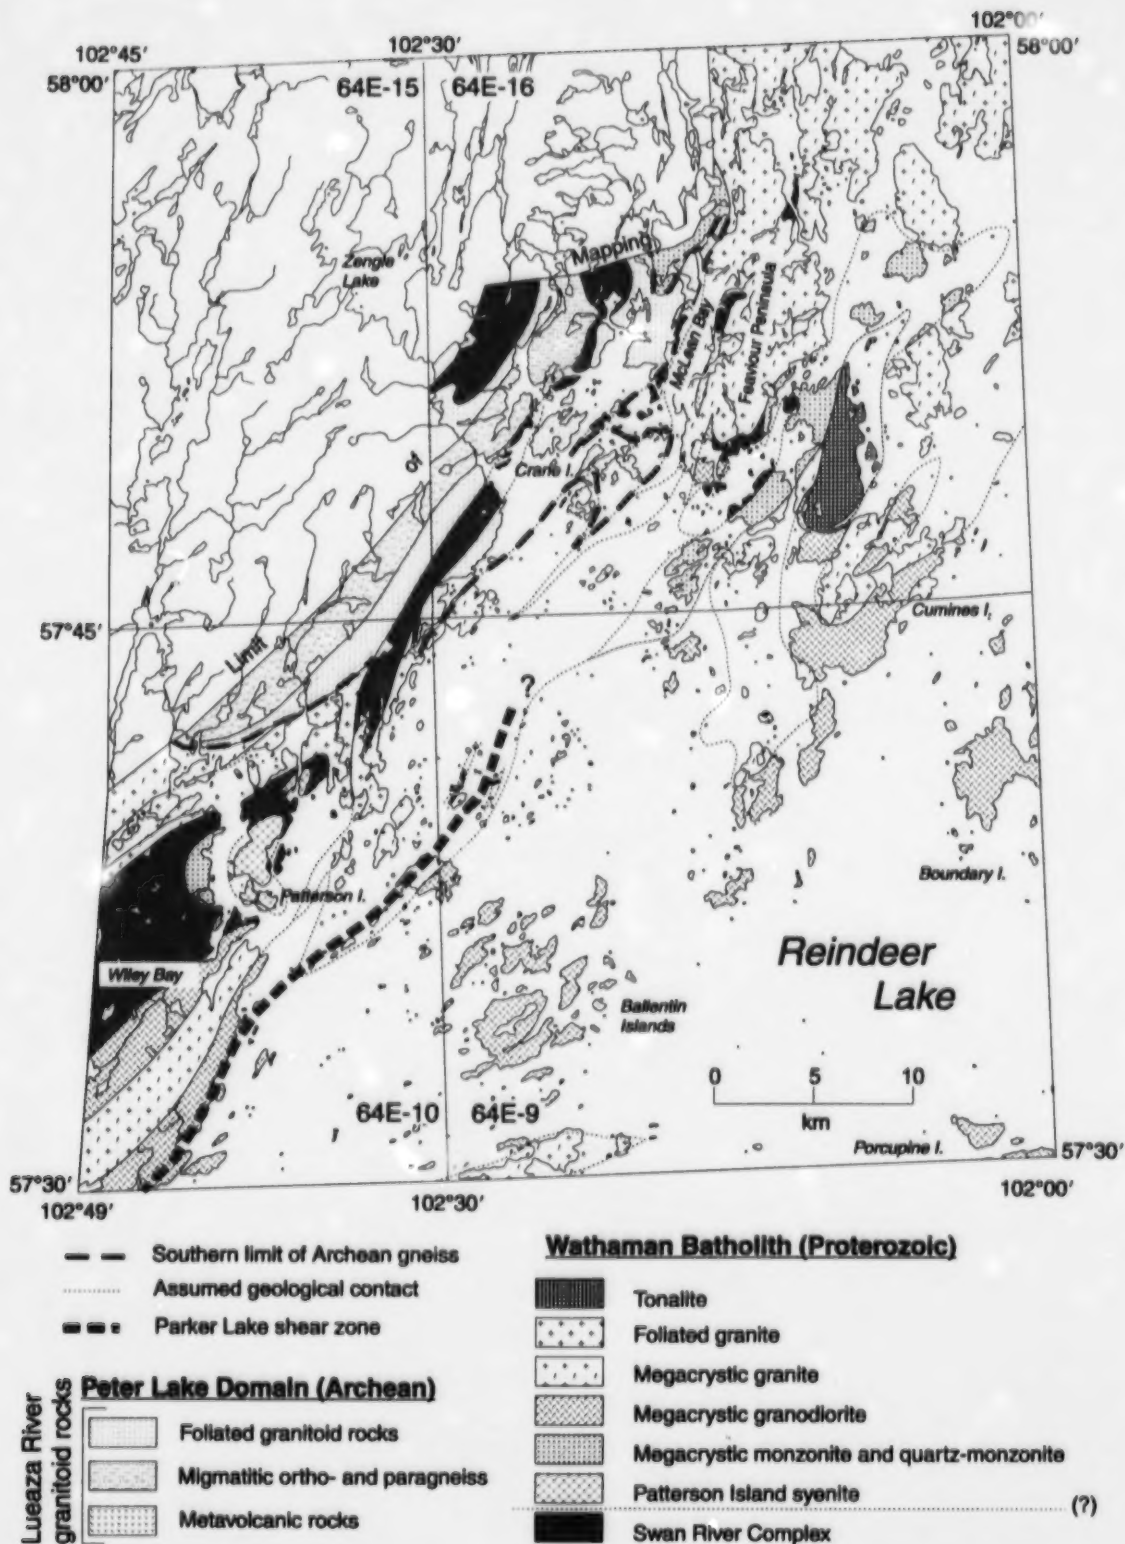 102°00′
102°45′
102°30′
58°00′
58°00′
64E-15
64E-16
Mapping
Zengle
Lake
McLean Bay
Feaviour Peninsula
of
Crane I.
57°45′
Cumines I.
Limit
?
Patterson I.
Boundary I.
Wiley Bay
Reindeer
Lake
Ballentin
Islands
0 5 10
km
64E-10
64E-9
Porcupine I.
57°30′
57°30′
102°49′
102°30′
102°00′
Southern limit of Archean gneiss
Assumed geological contact
Parker Lake shear zone
Lueaza River
granitoid rocks
Peter Lake Domain (Archean)
Foliated granitoid rocks
Migmatitic ortho- and paragneiss
Metavolcanic rocks
Wathaman Batholith (Proterozoic)
Tonalite
Foliated granite
Megacrystic granite
Megacrystic granodiorite
Megacrystic monzonite and quartz-monzonite
Patterson Island syenite
(?)
Swan River Complex